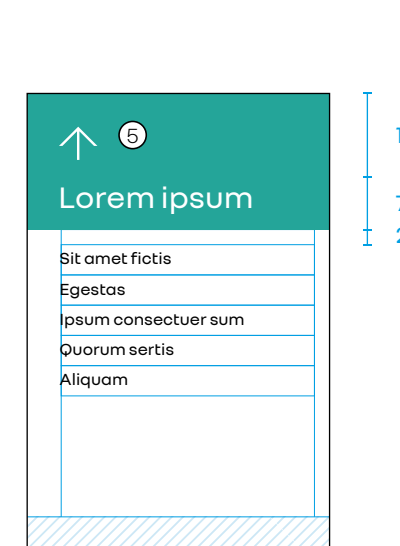 5
Lorem ipsum
Sit amet fictis
Egestas
Ipsum consectuer sum
Quorum sertis
Aliquam